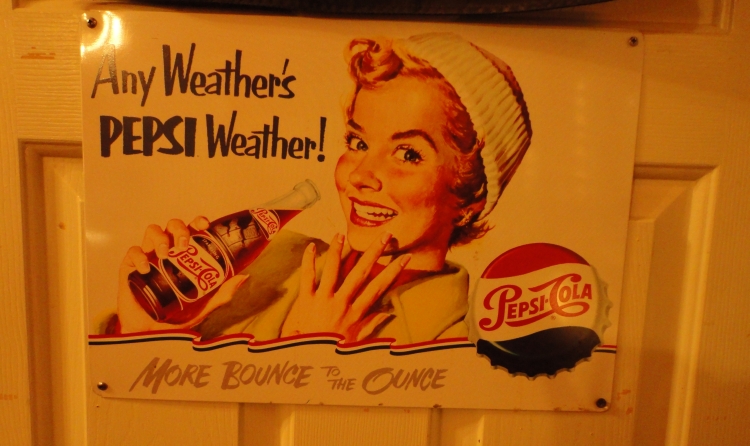 Any Weather's
PEPSI Weather!
PEPSI-COLA
PEPSI-COLA
MORE BOUNCE TO THE OUNCE